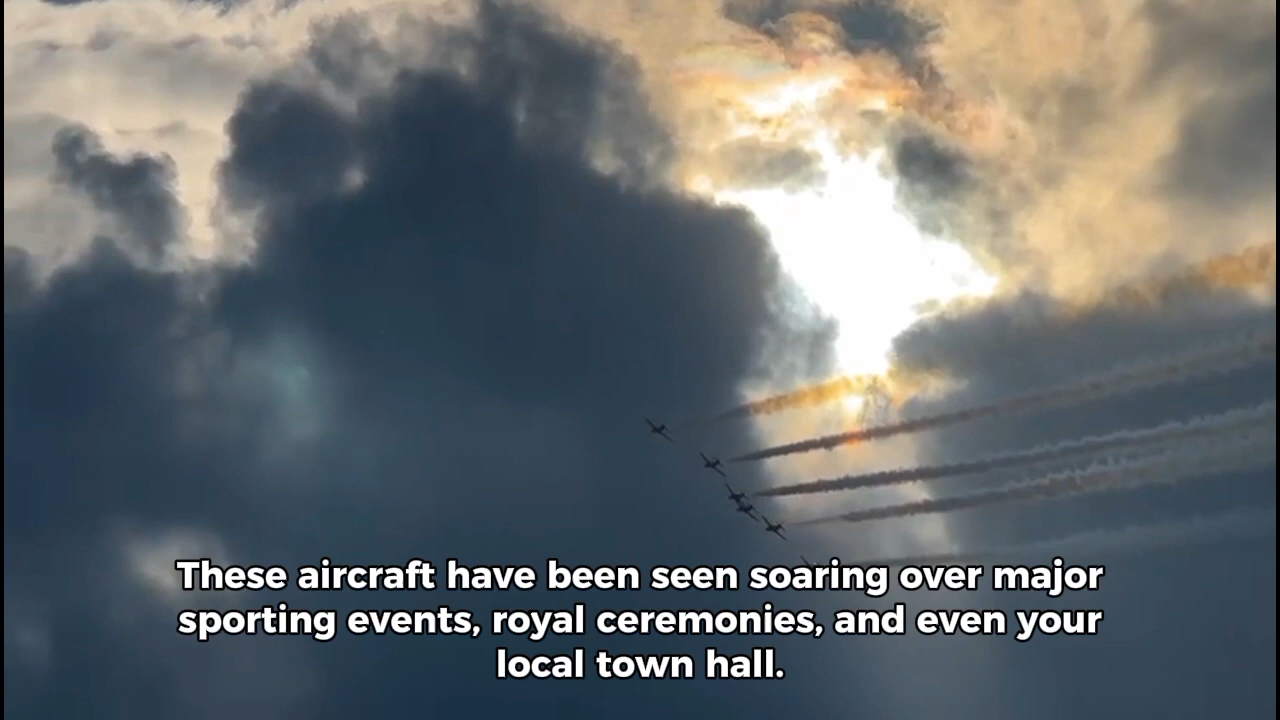 These aircraft have been seen soaring over major
sporting events, royal ceremonies, and even your
local town hall.